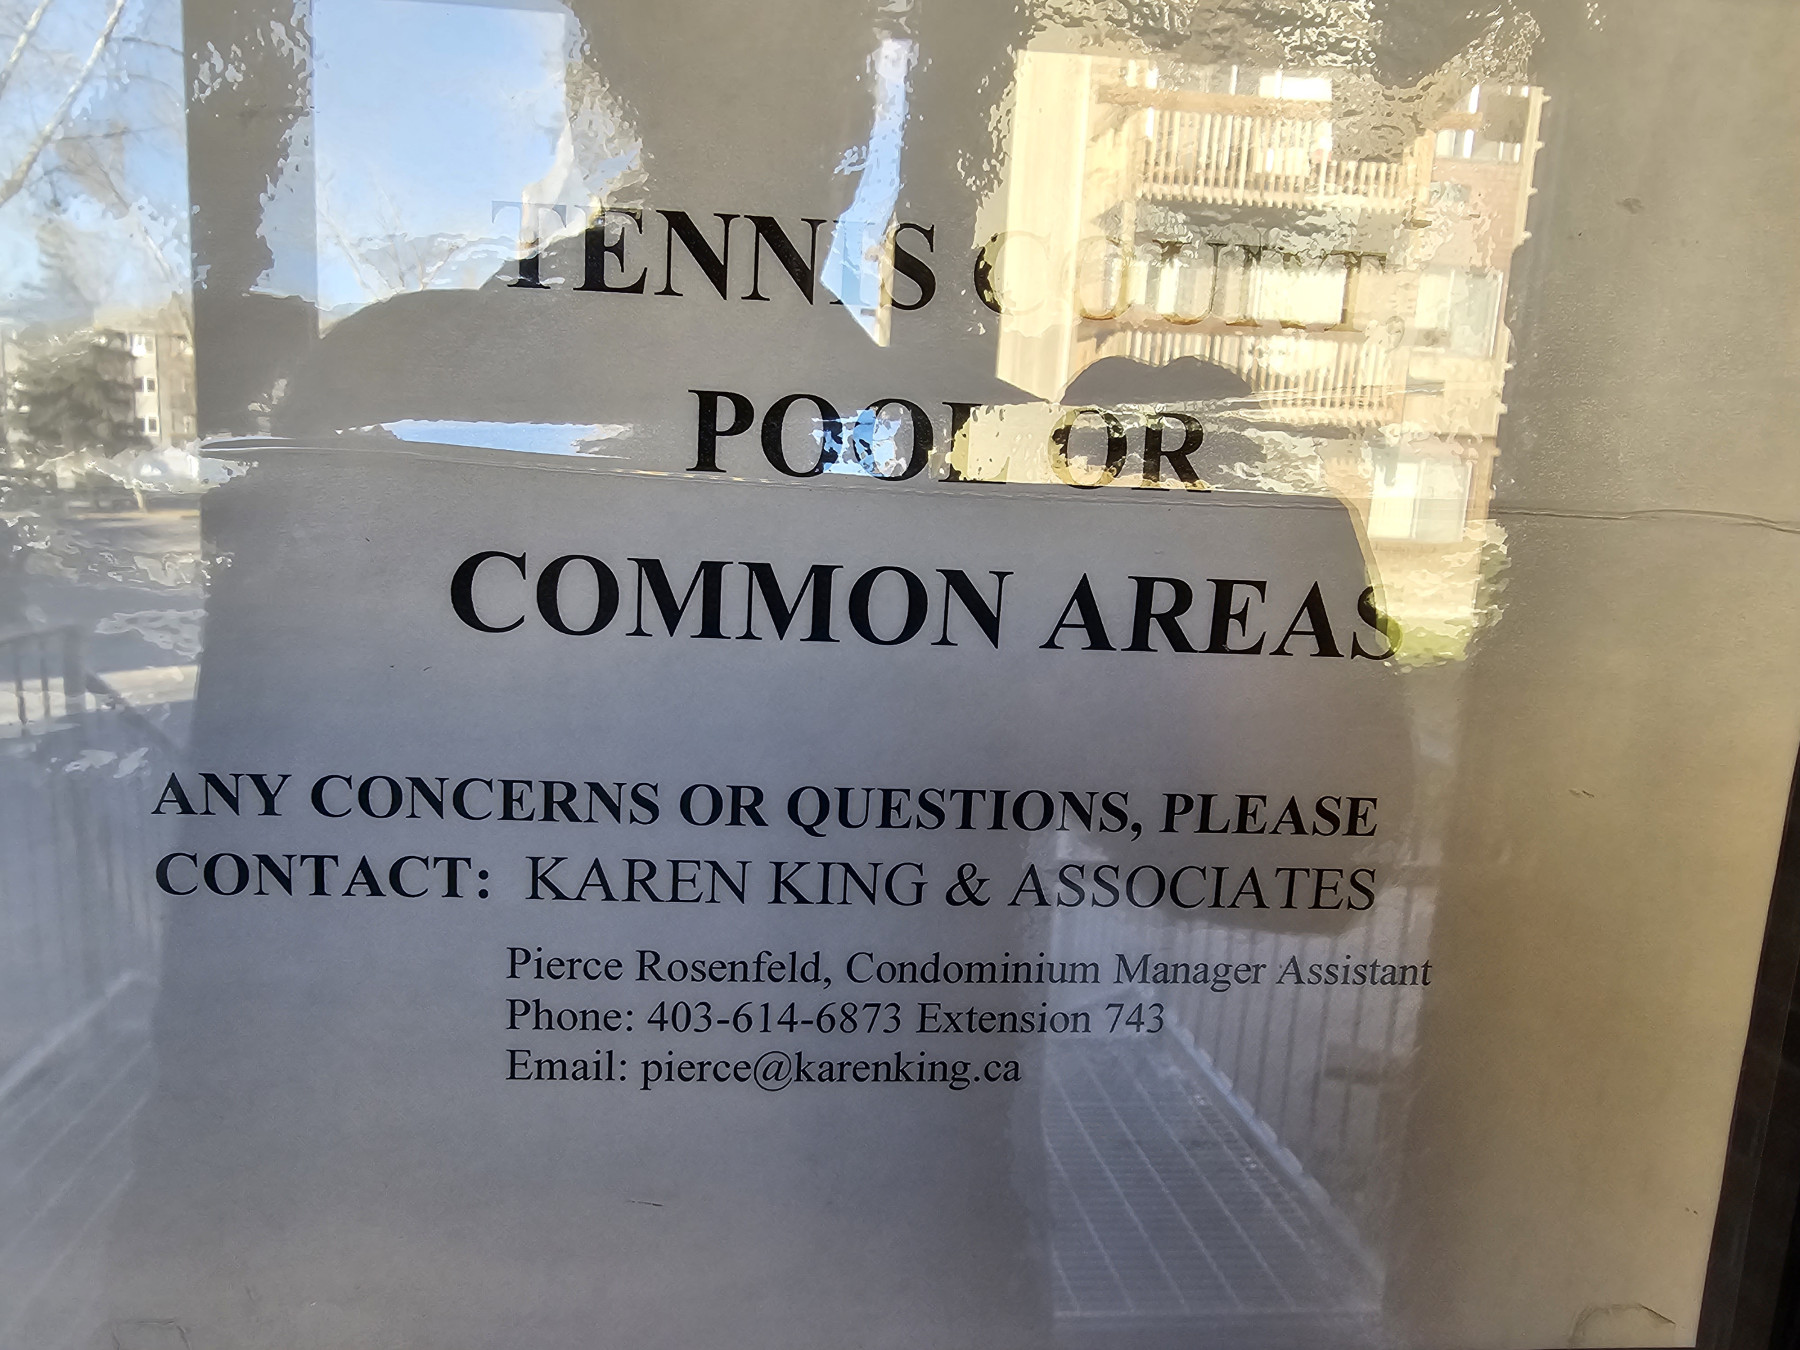 TENNIS COURT,
POOL OR
COMMON AREAS
ANY CONCERNS OR QUESTIONS, PLEASE
CONTACT: KAREN KING & ASSOCIATES
Pierce Rosenfeld, Condominium Manager Assistant
Phone: 403-614-6873 Extension 743
Email: pierce@karenking.ca